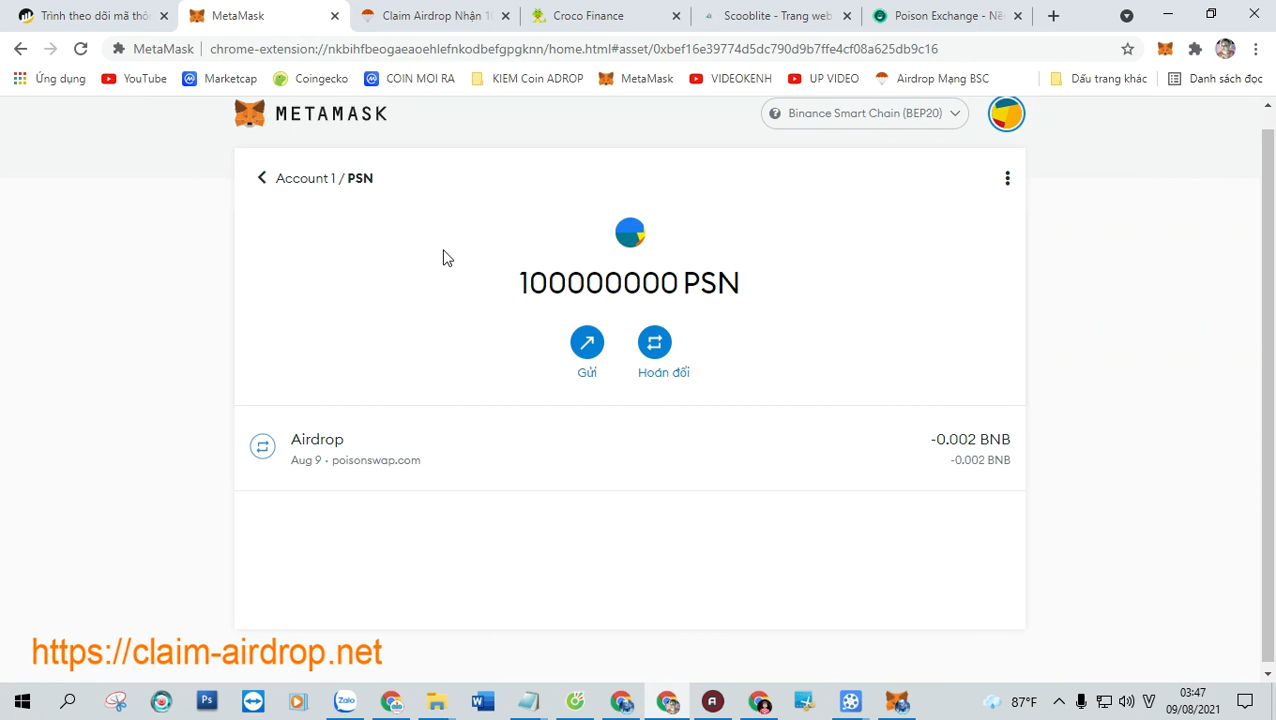 Trình theo dõi mã thô
MetaMask
Claim Airdrop Nhận 10
Croco Finance
Scooblite - Trang web
Poison Exchange - Nề
MetaMask
chrome-extension://nkbihfbeogaeaoehlefnkodbefgpgknn/home.html#asset/0xbef16e39774d5dc790d9b7ffe4cf08a625db9c16
Ứng dụng
YouTube
Marketcap
Coingecko
COIN MOI RA
KIEM Coin ADROP
MetaMask
VIDEOKENH
UP VIDEO
Airdrop Mạng BSC
Dấu trang khác
Danh sách đọc
METAMASK
Binance Smart Chain (BEP20)
Account 1 / PSN
100000000 PSN
Gửi
Hoán đổi
Airdrop
-0.002 BNB
Aug 9 · poisonswap.com
-0.002 BNB
https://claim-airdrop.net
Ps
Zalo
W
A
87°F
V
03:47
09/08/2021